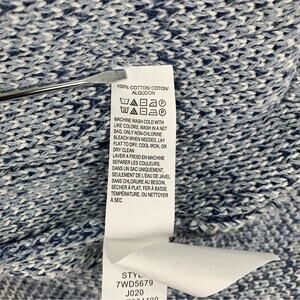 100% COTTON/ COTON/
ALGODON
MACHINE WASH COLD WITH
LIKE COLORS, WASH IN A NET
BAG, ONLY NON-CHLORINE
BLEACH WHEN NEEDED, LAY
FLAT TO DRY, COOL IRON, OR
DRY CLEAN
LAVER À FROID EN MACHINE
SÉPARER LES COULEURS
DANS UN SAC UNIQUEMENT,
SEULEMENT DE L'EAU DE JAVEL
SANS CHLORURE AU BESOIN,
SÉCHER À PLAT, FER A BASSE
TEMPÉRATURE, OU NETTOYER
À SEC
STYLE
7WD5679
J020